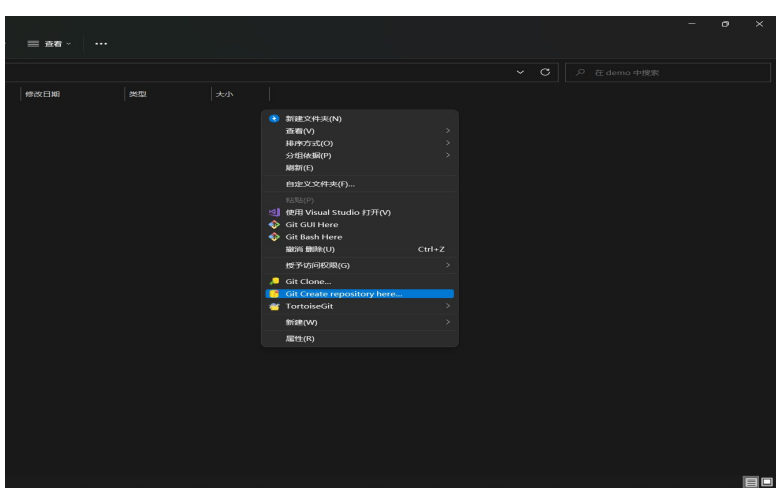 查看
在 demo 中搜索
修改日期 类型 大小
新建文件夹(N)
查看(V)
排序方式(O)
分组依据(P)
刷新(E)
自定义文件夹(F)...
粘贴(P)
使用 Visual Studio 打开(V)
Git GUI Here
Git Bash Here
撤消 删除(U) Ctrl+Z
授予访问权限(G)
Git Clone...
Git Create repository here...
TortoiseGit
新建(W)
属性(R)